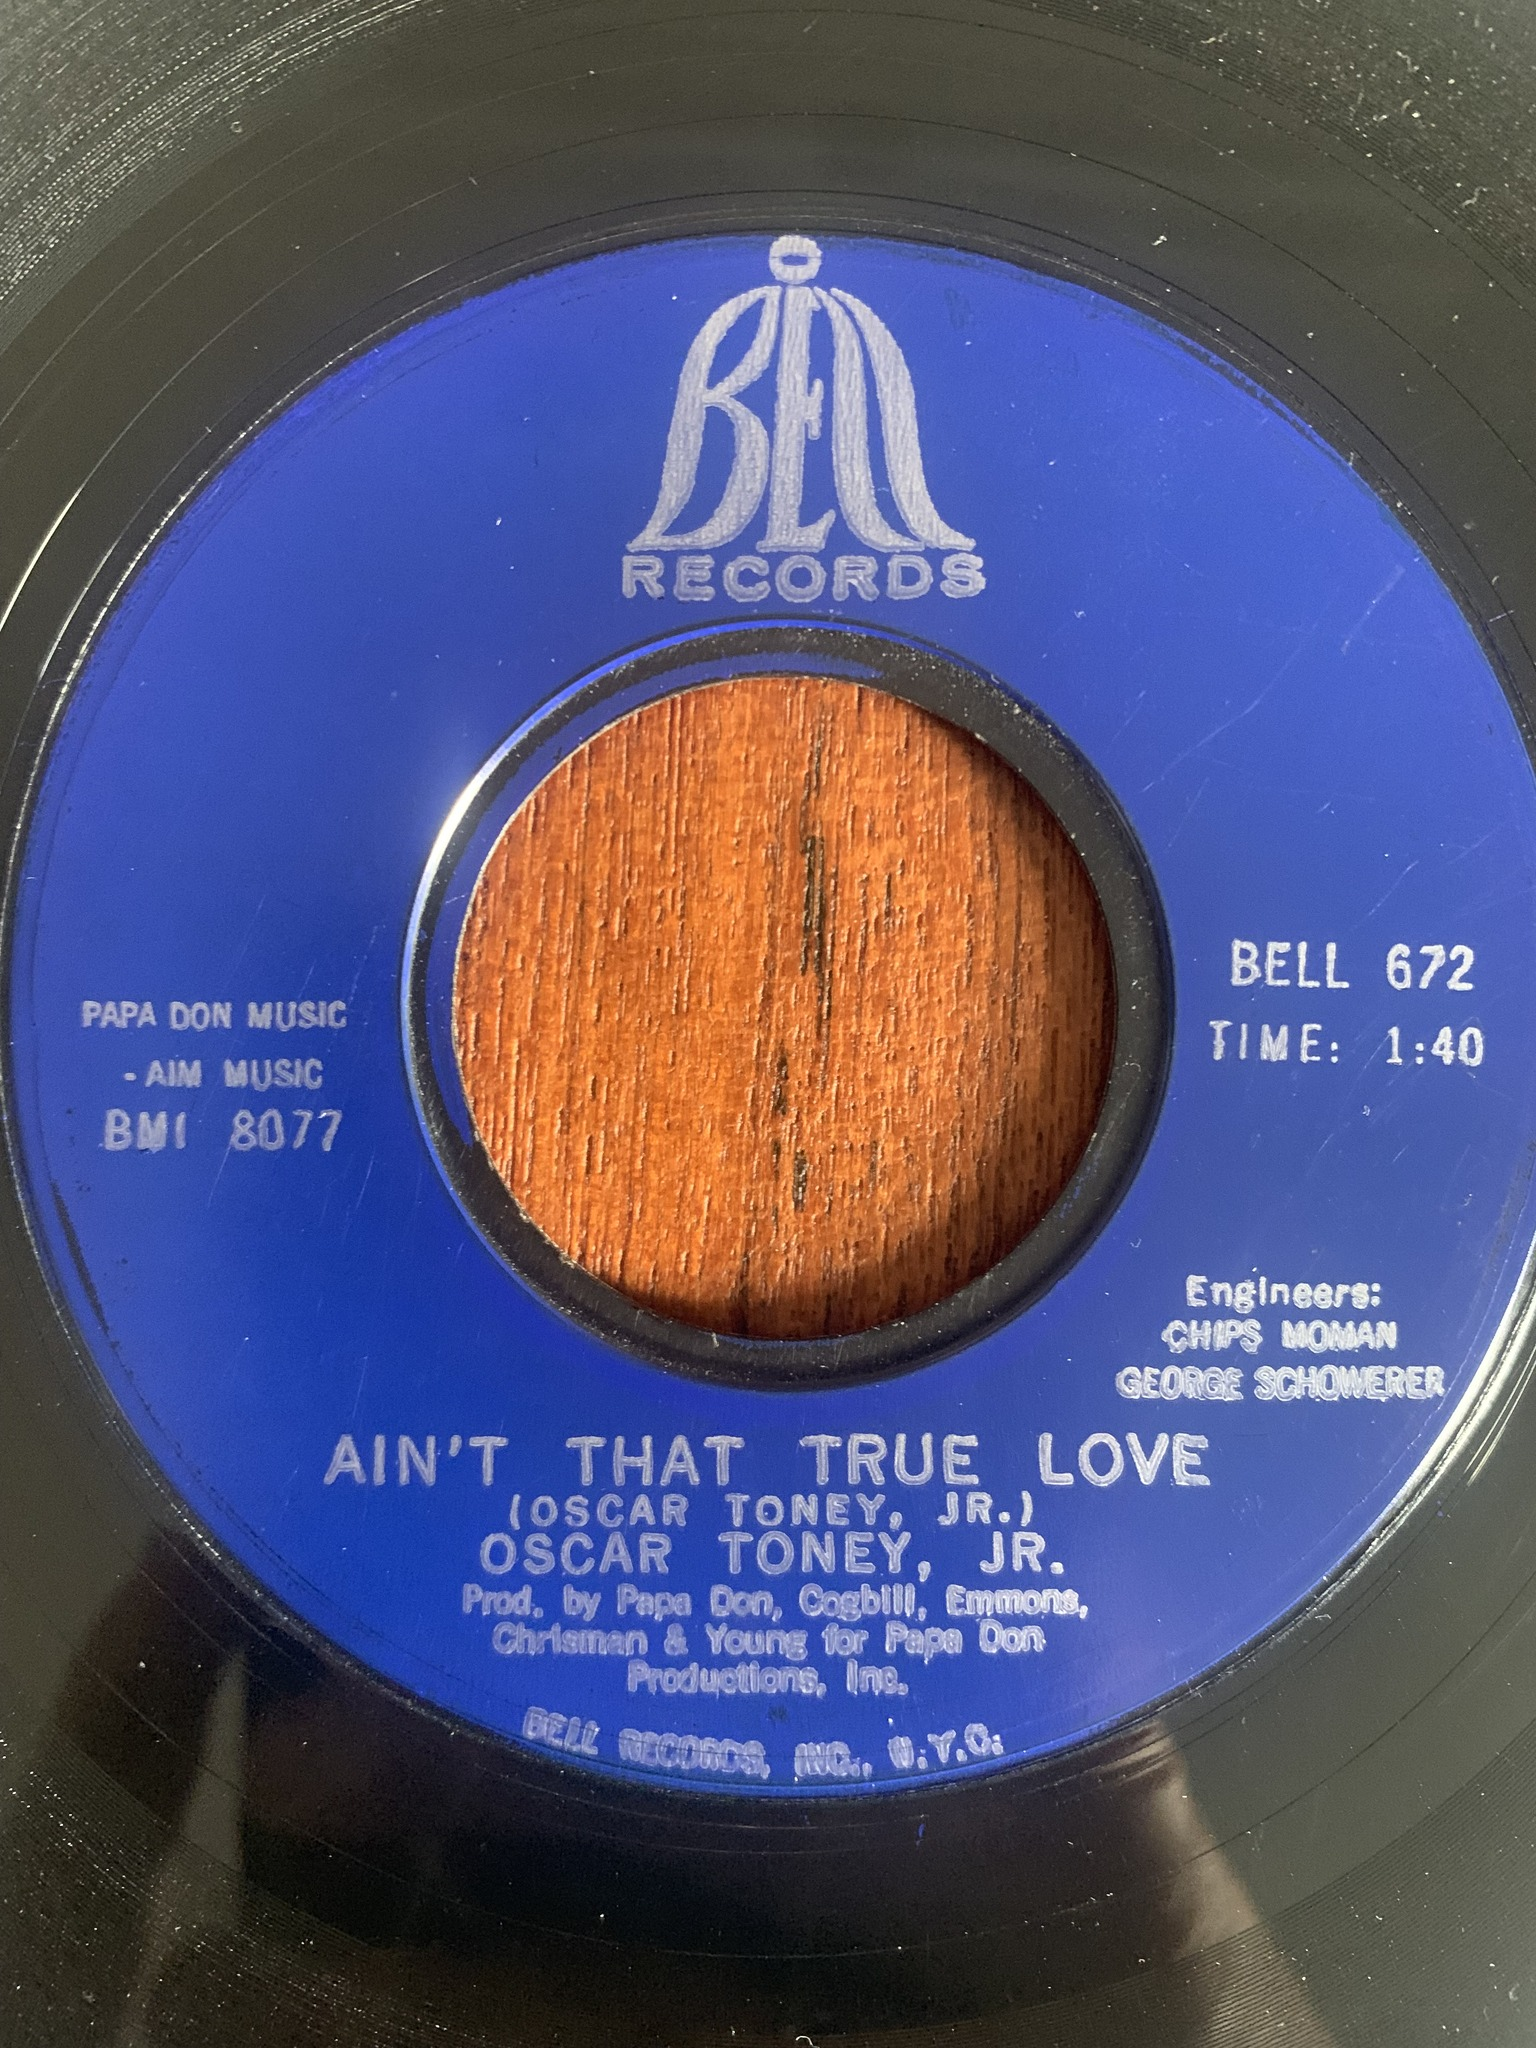 BELL
RECORDS
BELL 672
TIME: 1:40
PAPA DON MUSIC
- AIM MUSIC
BMI 8077
Engineers:
CHIPS MOMAN
GEORGE SCHOWERER
AIN'T THAT TRUE LOVE
(OSCAR TONEY, JR.)
OSCAR TONEY, JR.
Prod. by Papa Don, Cogbill, Emmons,
Chrisman & Young for Papa Don
Productions, Inc.
BELL RECORDS, INC., N.Y.C.